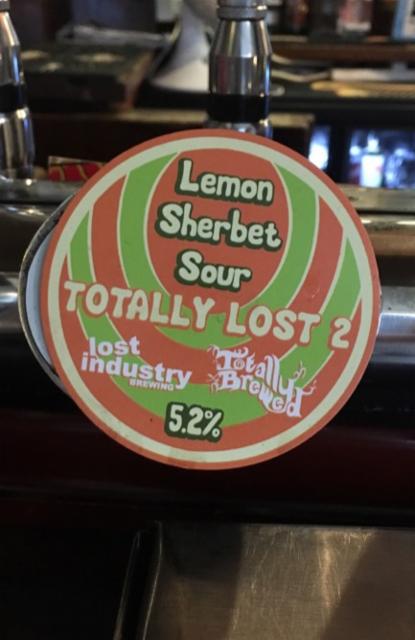 Lemon
Sherbet
Sour
TOTALLY LOST 2
lost
industry
BREWING
Totally
Brewed
5.2%